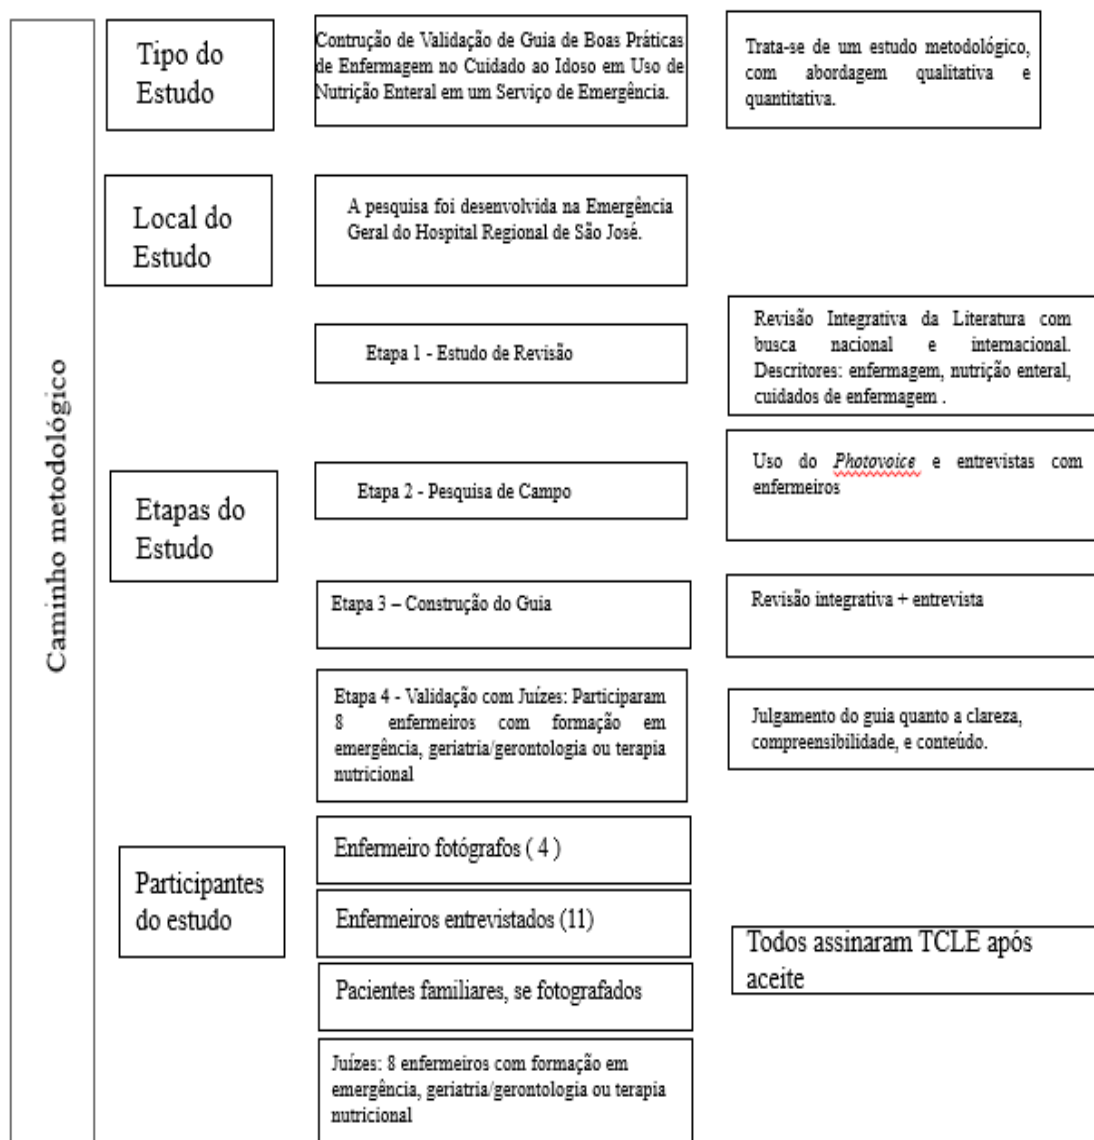 Caminho metodológico
Tipo do
Estudo
Contrução de Validação de Guia de Boas Práticas
de Enfermagem no Cuidado ao Idoso em Uso de
Nutrição Enteral em um Serviço de Emergência.
Trata-se de um estudo metodológico,
com abordagem qualitativa e
quantitativa.
Local do
Estudo
A pesquisa foi desenvolvida na Emergência
Geral do Hospital Regional de São José.
Etapas do
Estudo
Etapa 1 - Estudo de Revisão
Revisão Integrativa da Literatura com
busca nacional e internacional.
Descritores: enfermagem, nutrição enteral,
cuidados de enfermagem .
Etapa 2 - Pesquisa de Campo
Uso do Photovoice e entrevistas com
enfermeiros
Etapa 3 – Construção do Guia
Revisão integrativa + entrevista
Etapa 4 - Validação com Juízes: Participaram
8 enfermeiros com formação em
emergência, geriatria/gerontologia ou terapia
nutricional
Julgamento do guia quanto a clareza,
compreensibilidade, e conteúdo.
Participantes
do estudo
Enfermeiro fotógrafos ( 4 )
Enfermeiros entrevistados (11)
Pacientes familiares, se fotografados
Juízes: 8 enfermeiros com formação em
emergência, geriatria/gerontologia ou terapia
nutricional
Todos assinaram TCLE após
aceite